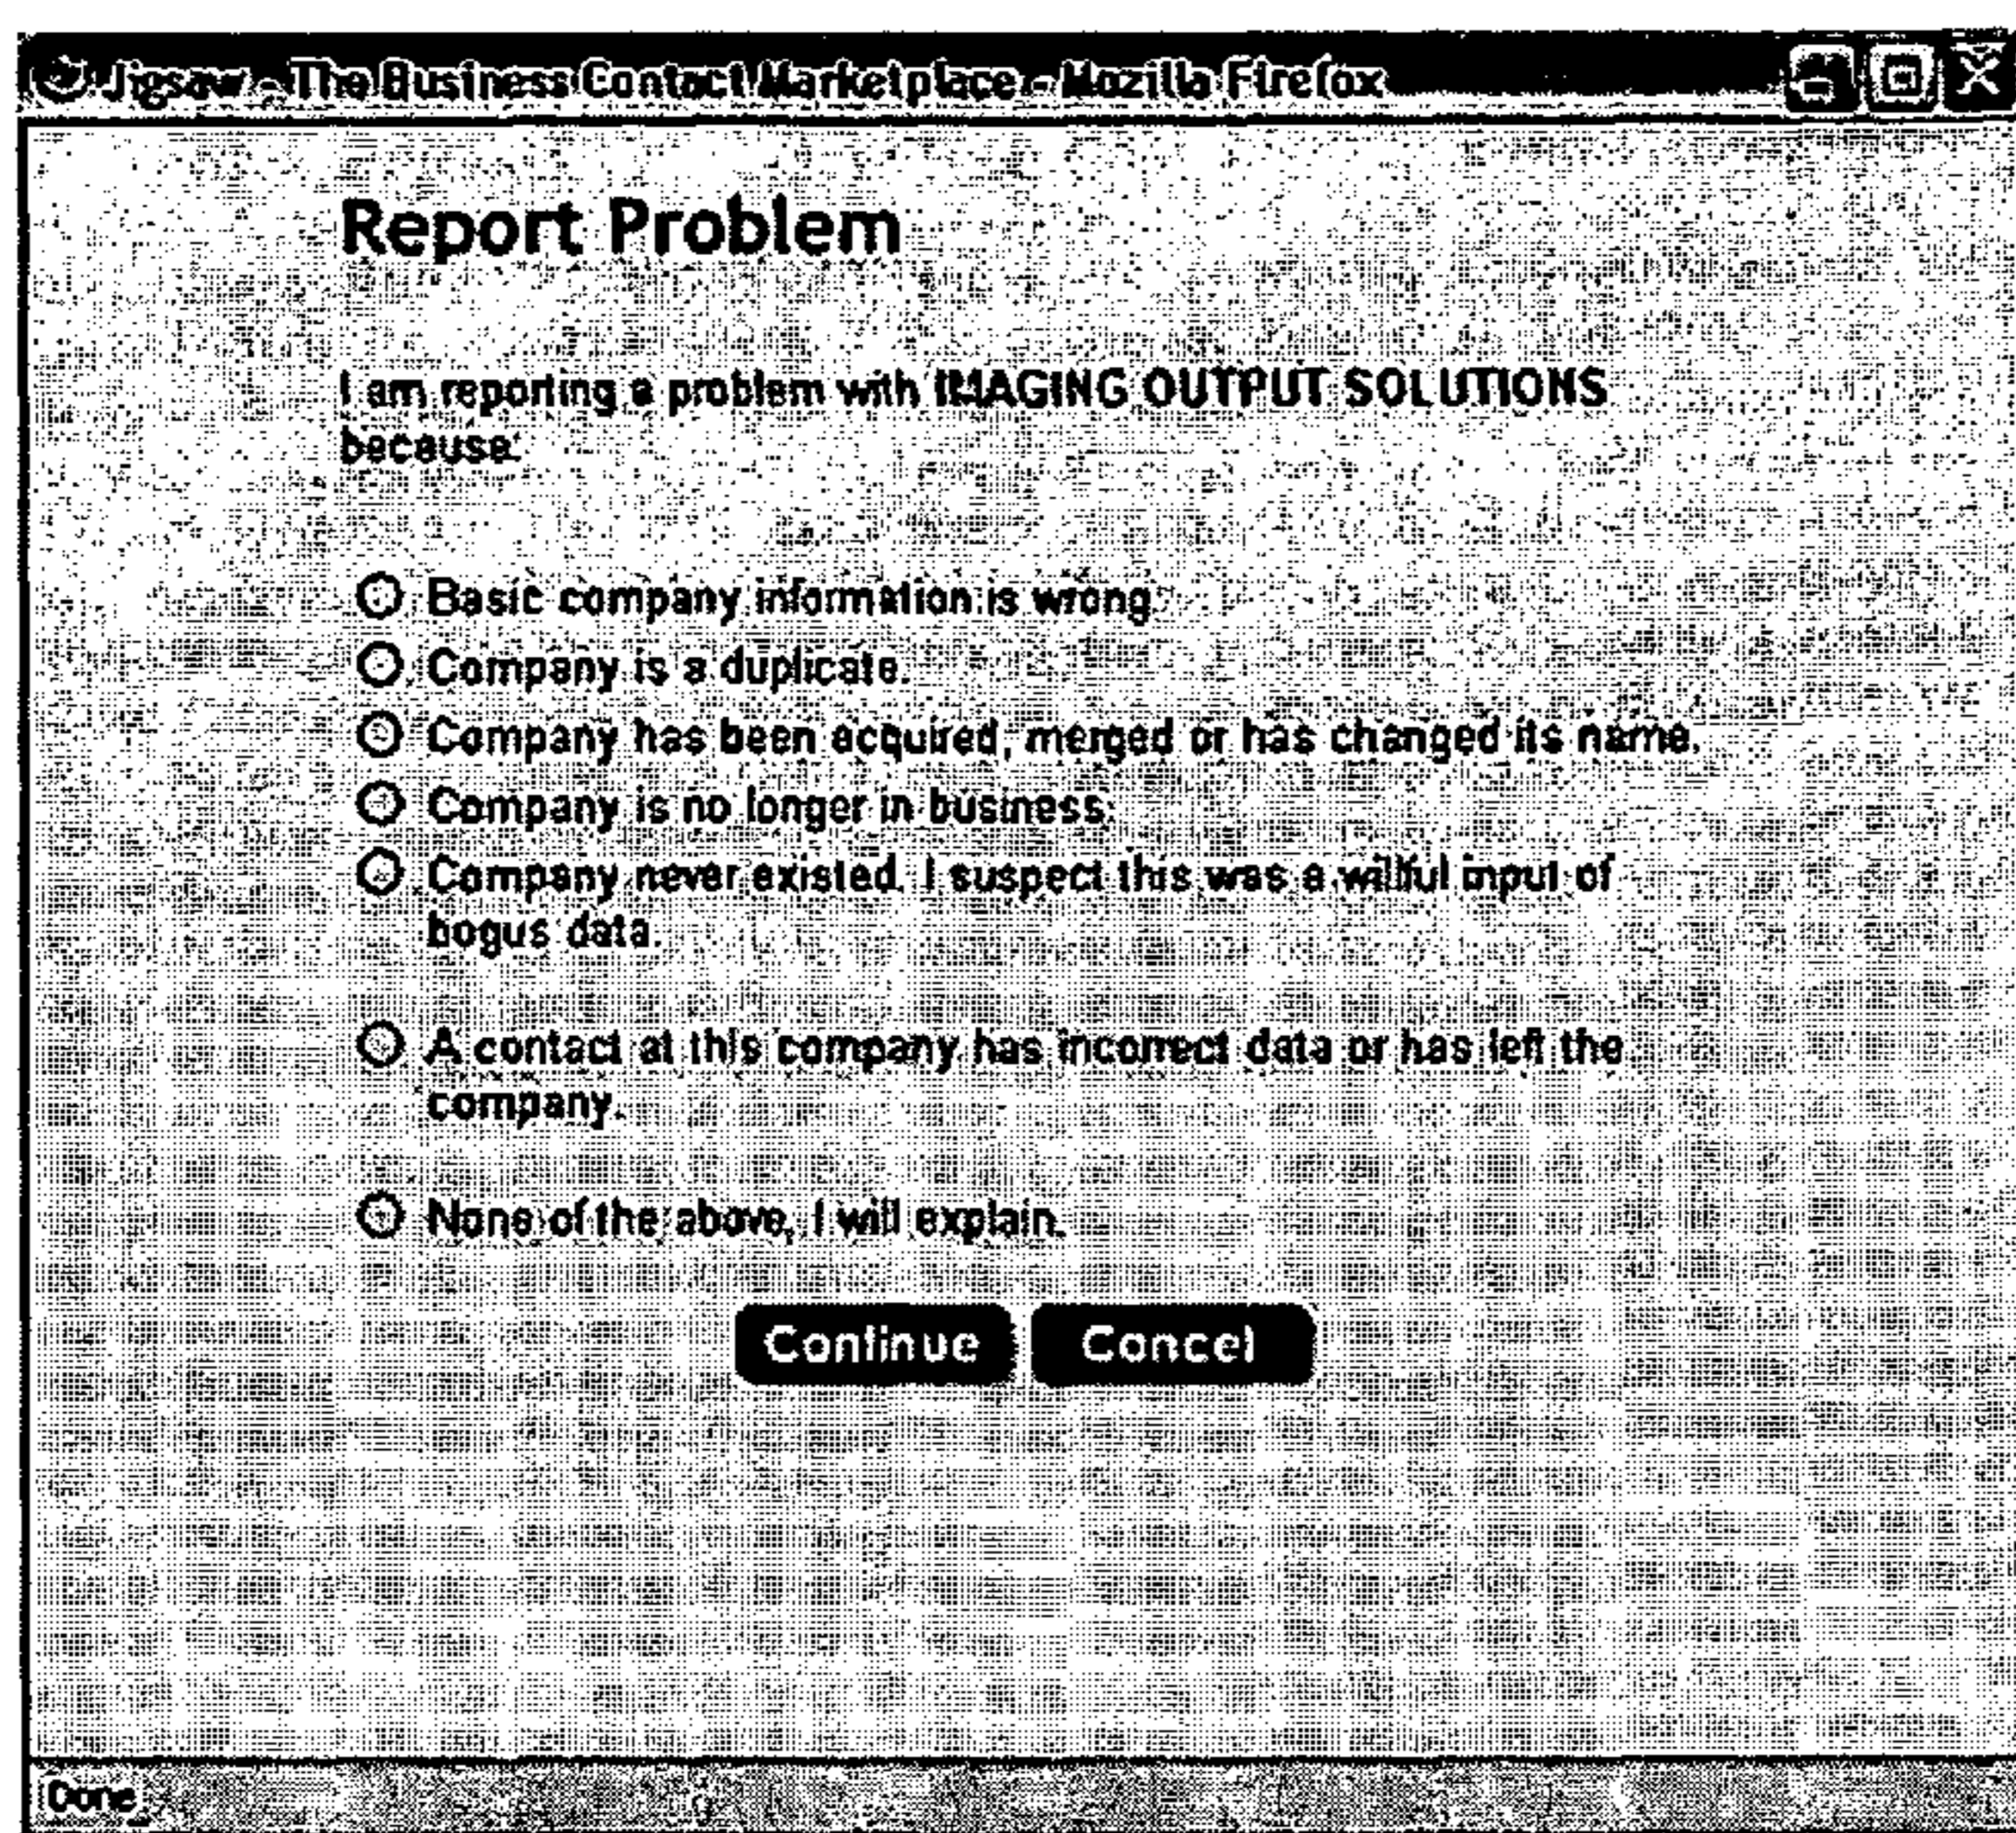 Jigsaw - The Business Contact Marketplace - Mozilla Firefox
Report Problem
I am reporting a problem with IMAGING OUTPUT SOLUTIONS
because:
Basic company information is wrong.
Company is a duplicate.
Company has been acquired, merged or has changed its name.
Company is no longer in business.
Company never existed. I suspect this was a willful input of
bogus data.
A contact at this company has incorrect data or has left the
company.
None of the above, I will explain.
Continue Cancel
Done